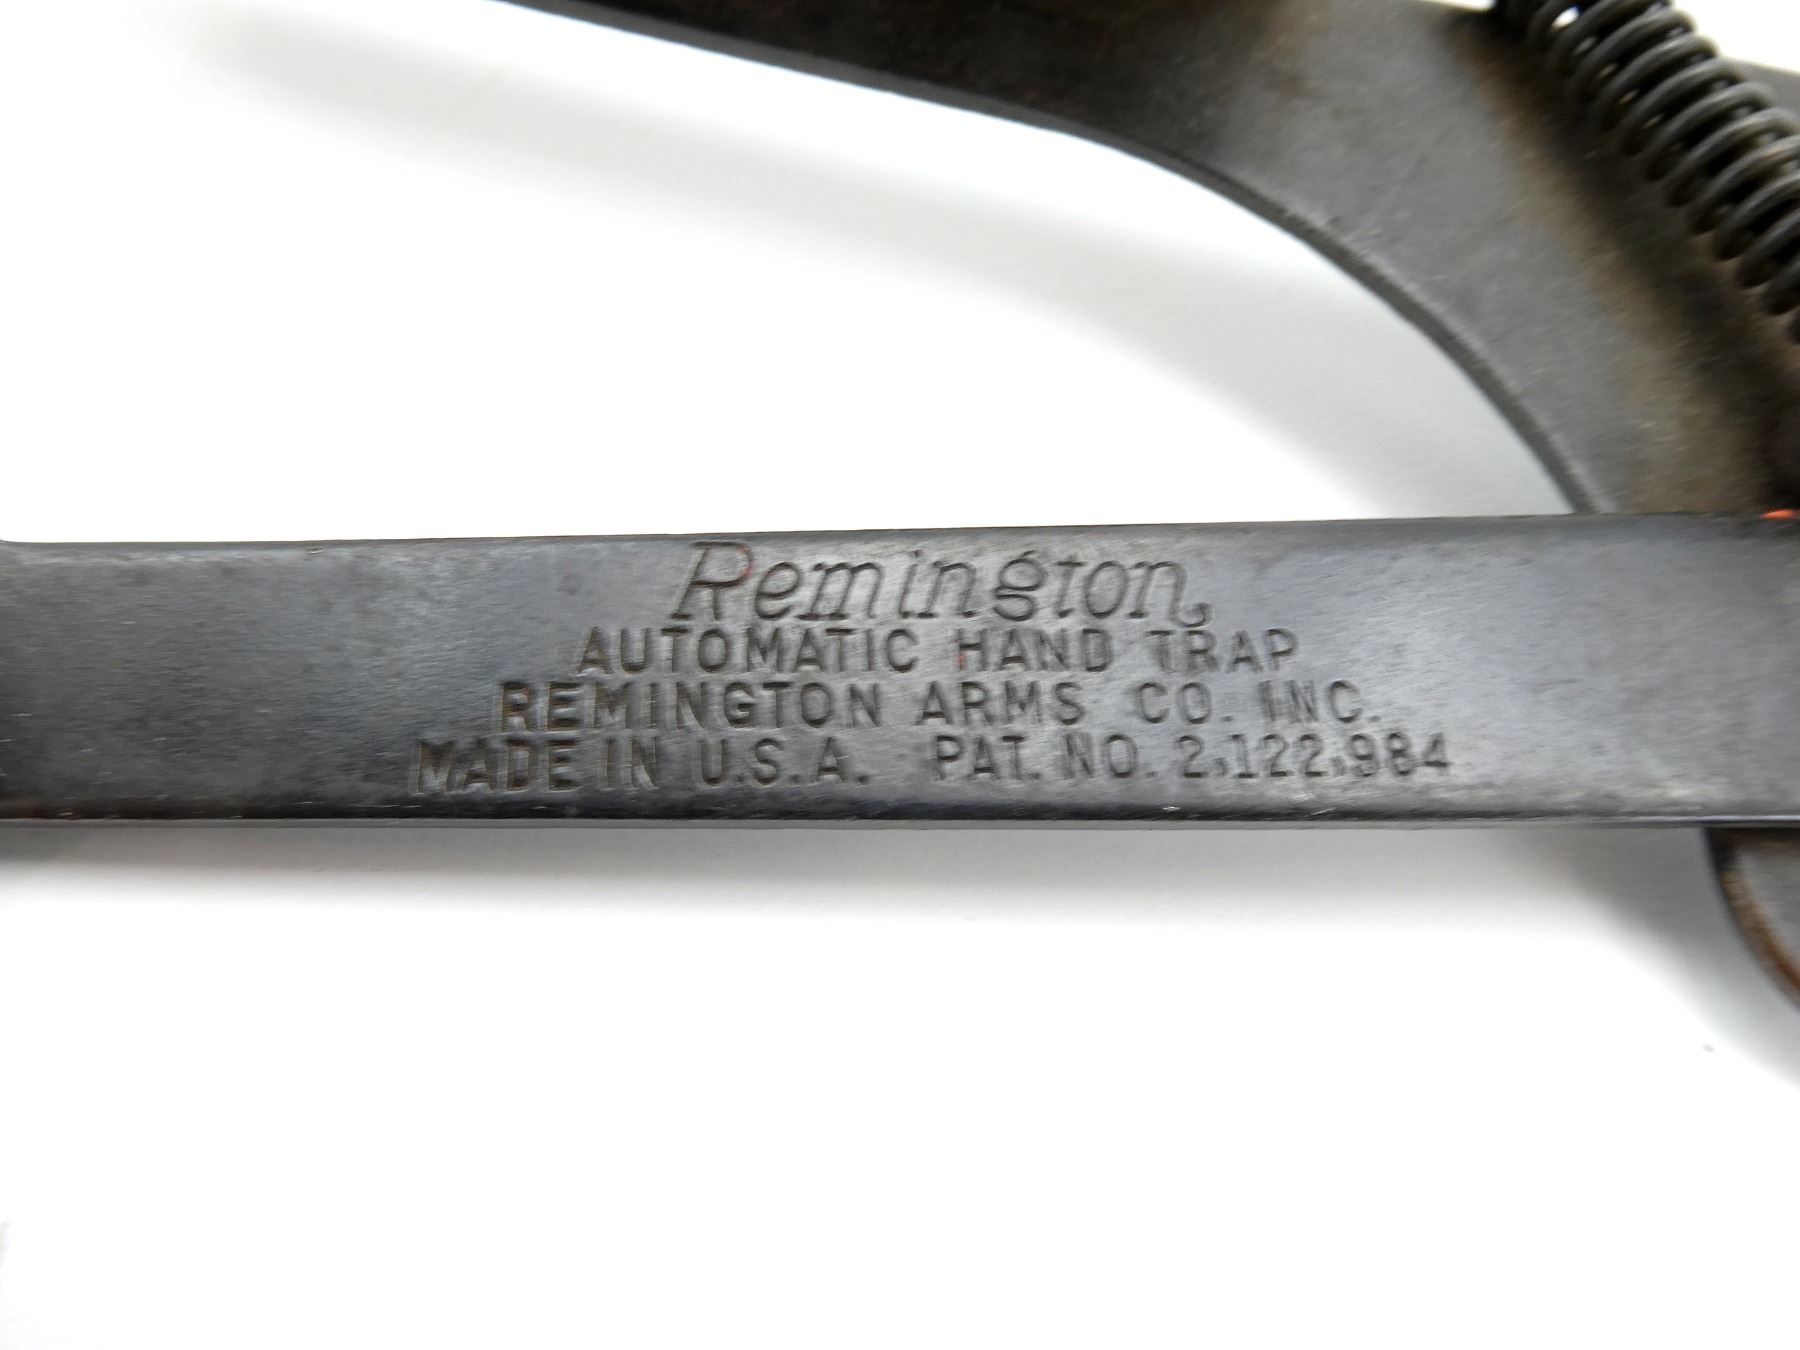 Remington
AUTOMATIC HAND TRAP
REMINGTON ARMS CO. INC.
MADE IN U.S.A. PAT. NO. 2,122,984